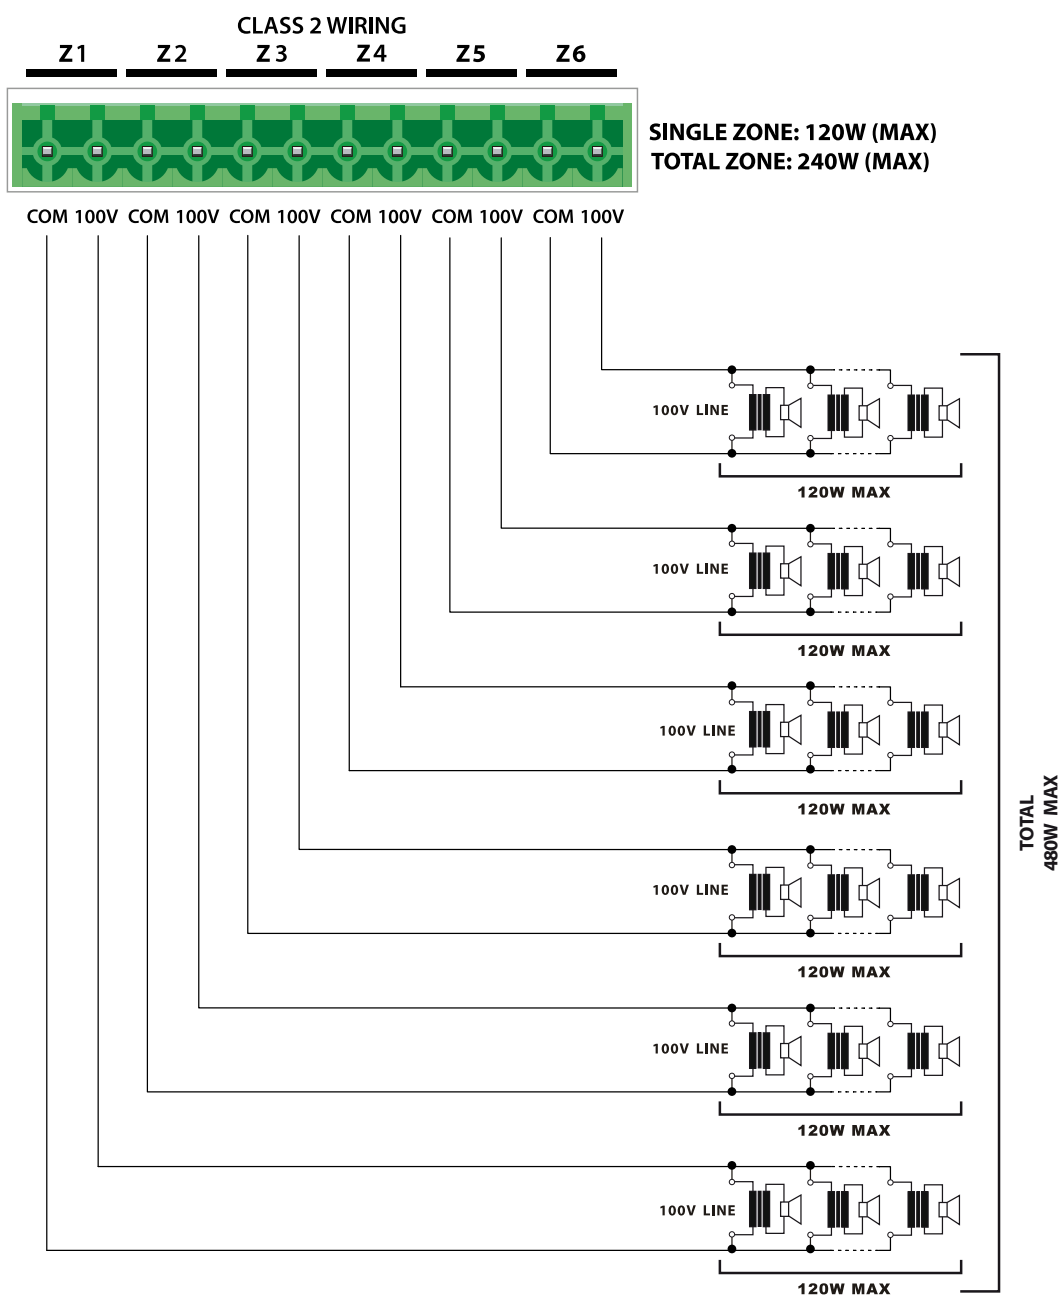 CLASS 2 WIRING
Z1 Z2 Z3 Z4 Z5 Z6
SINGLE ZONE: 120W (MAX)
TOTAL ZONE: 240W (MAX)
COM 100V COM 100V COM 100V COM 100V COM 100V COM 100V
100V LINE
120W MAX
100V LINE
120W MAX
100V LINE
120W MAX
100V LINE
120W MAX
100V LINE
120W MAX
100V LINE
120W MAX
TOTAL
480W MAX